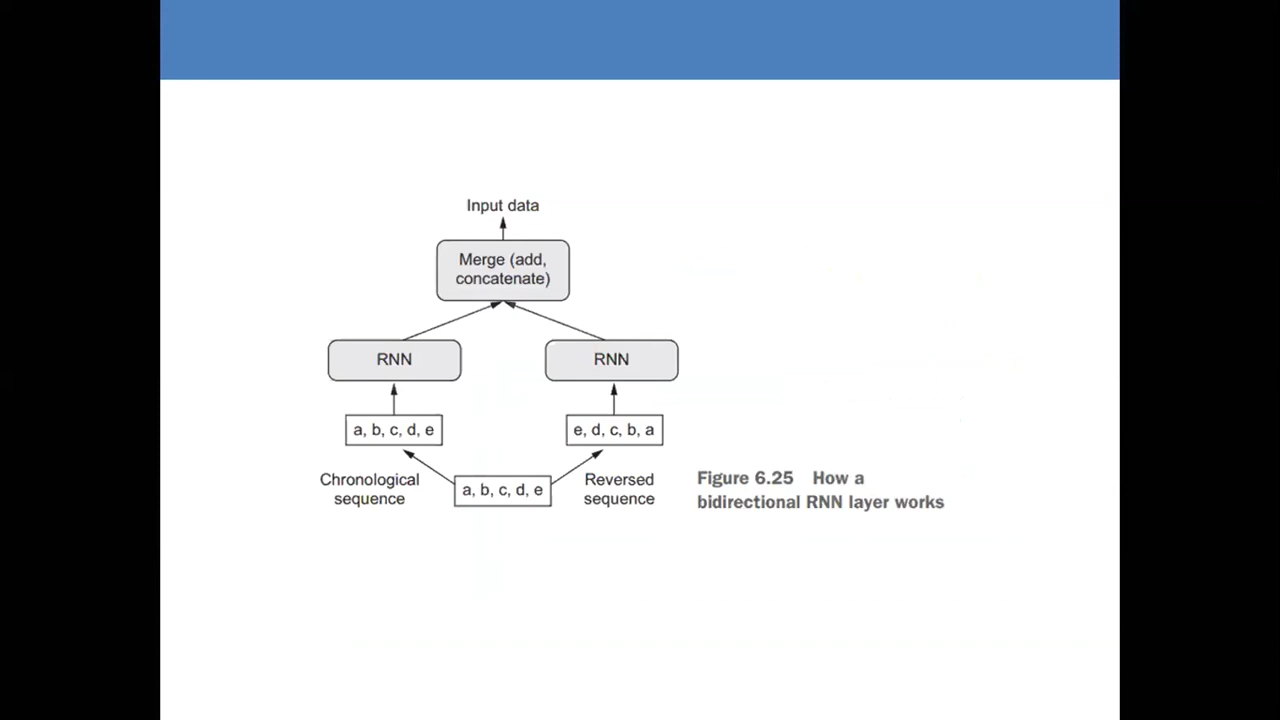 Input data
Merge (add,
concatenate)
RNN
RNN
a, b, c, d, e
e, d, c, b, a
Chronological
sequence
a, b, c, d, e
Reversed
sequence
Figure 6.25 How a
bidirectional RNN layer works